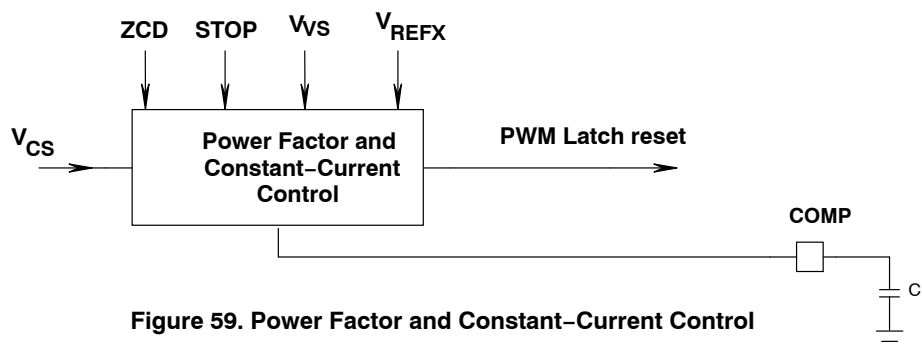 ZCD STOP VVS VREFX
VCS
Power Factor and
Constant−Current
Control
PWM Latch reset
COMP
C
Figure 59. Power Factor and Constant−Current Control